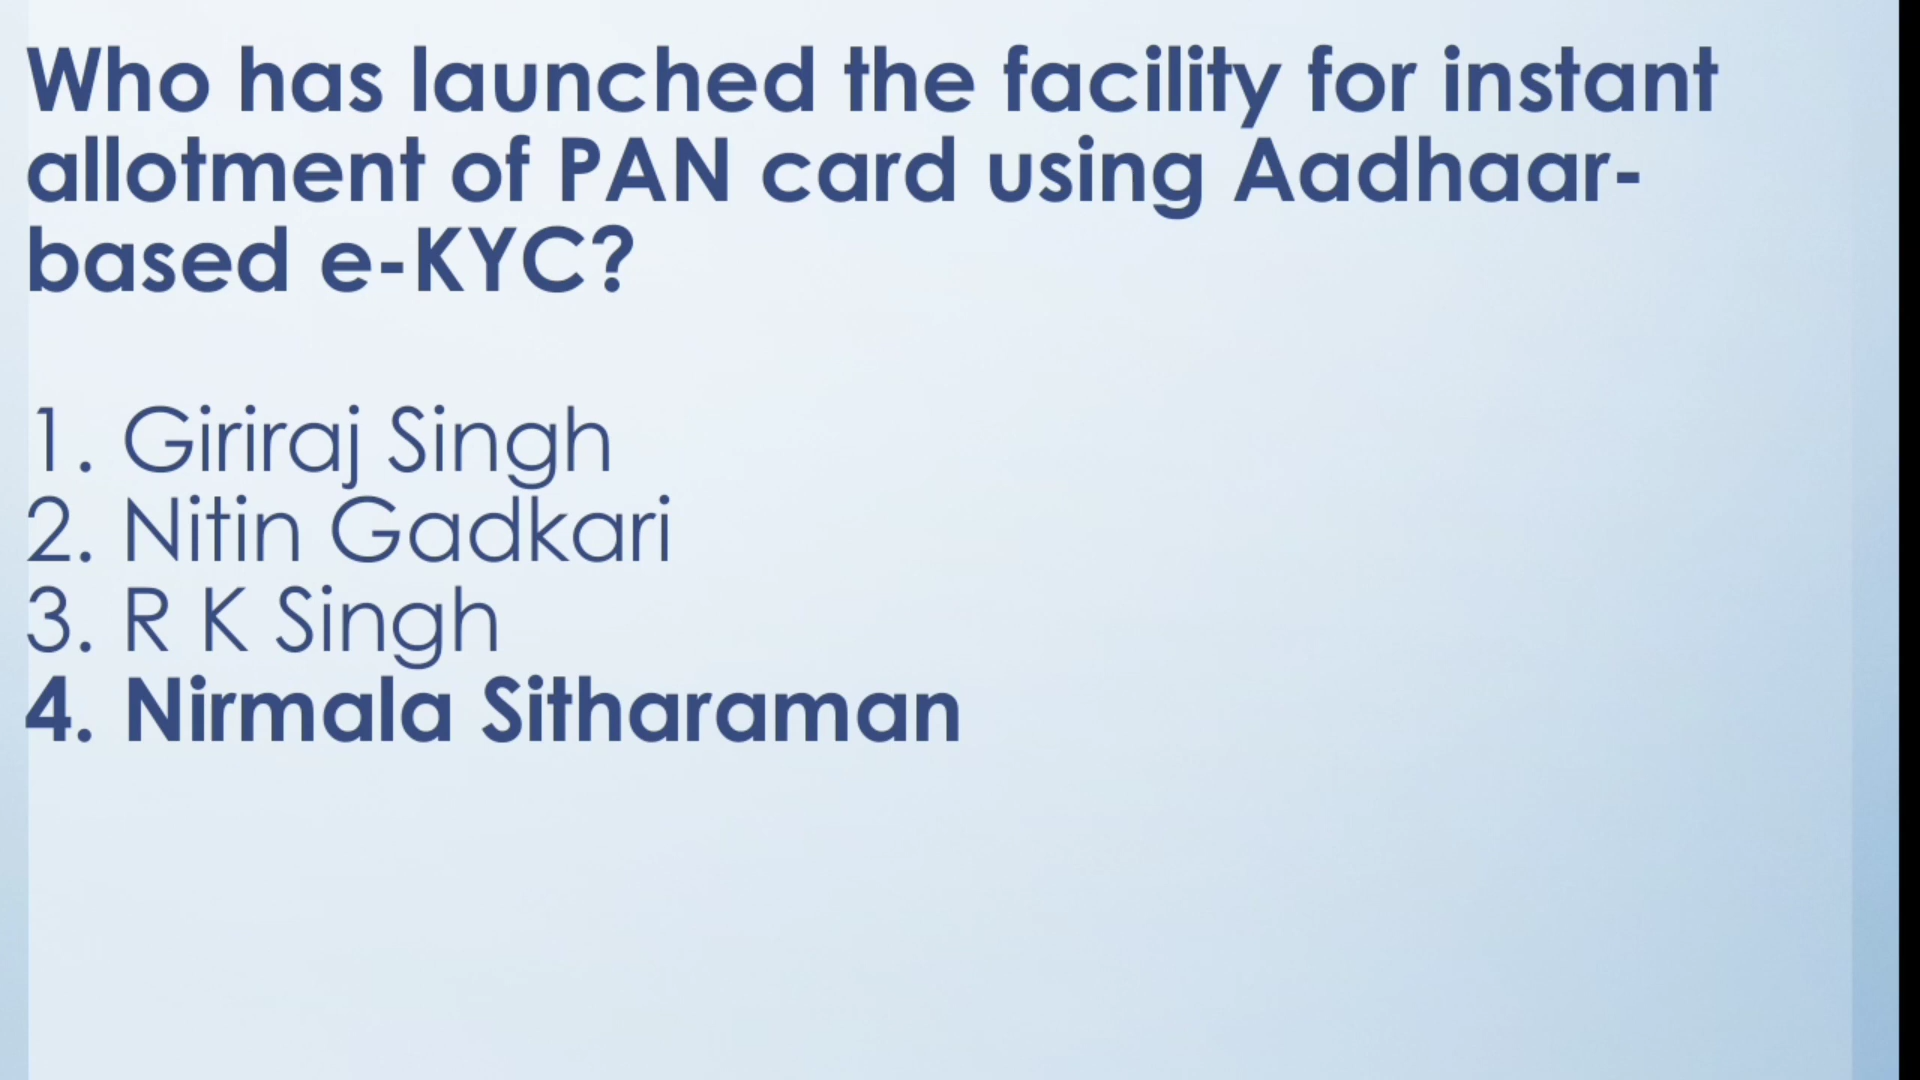 Who has launched the facility for instant
allotment of PAN card using Aadhaar-
based e-KYC?
1. Giriraj Singh
2. Nitin Gadkari
3. R K Singh
4. Nirmala Sitharaman